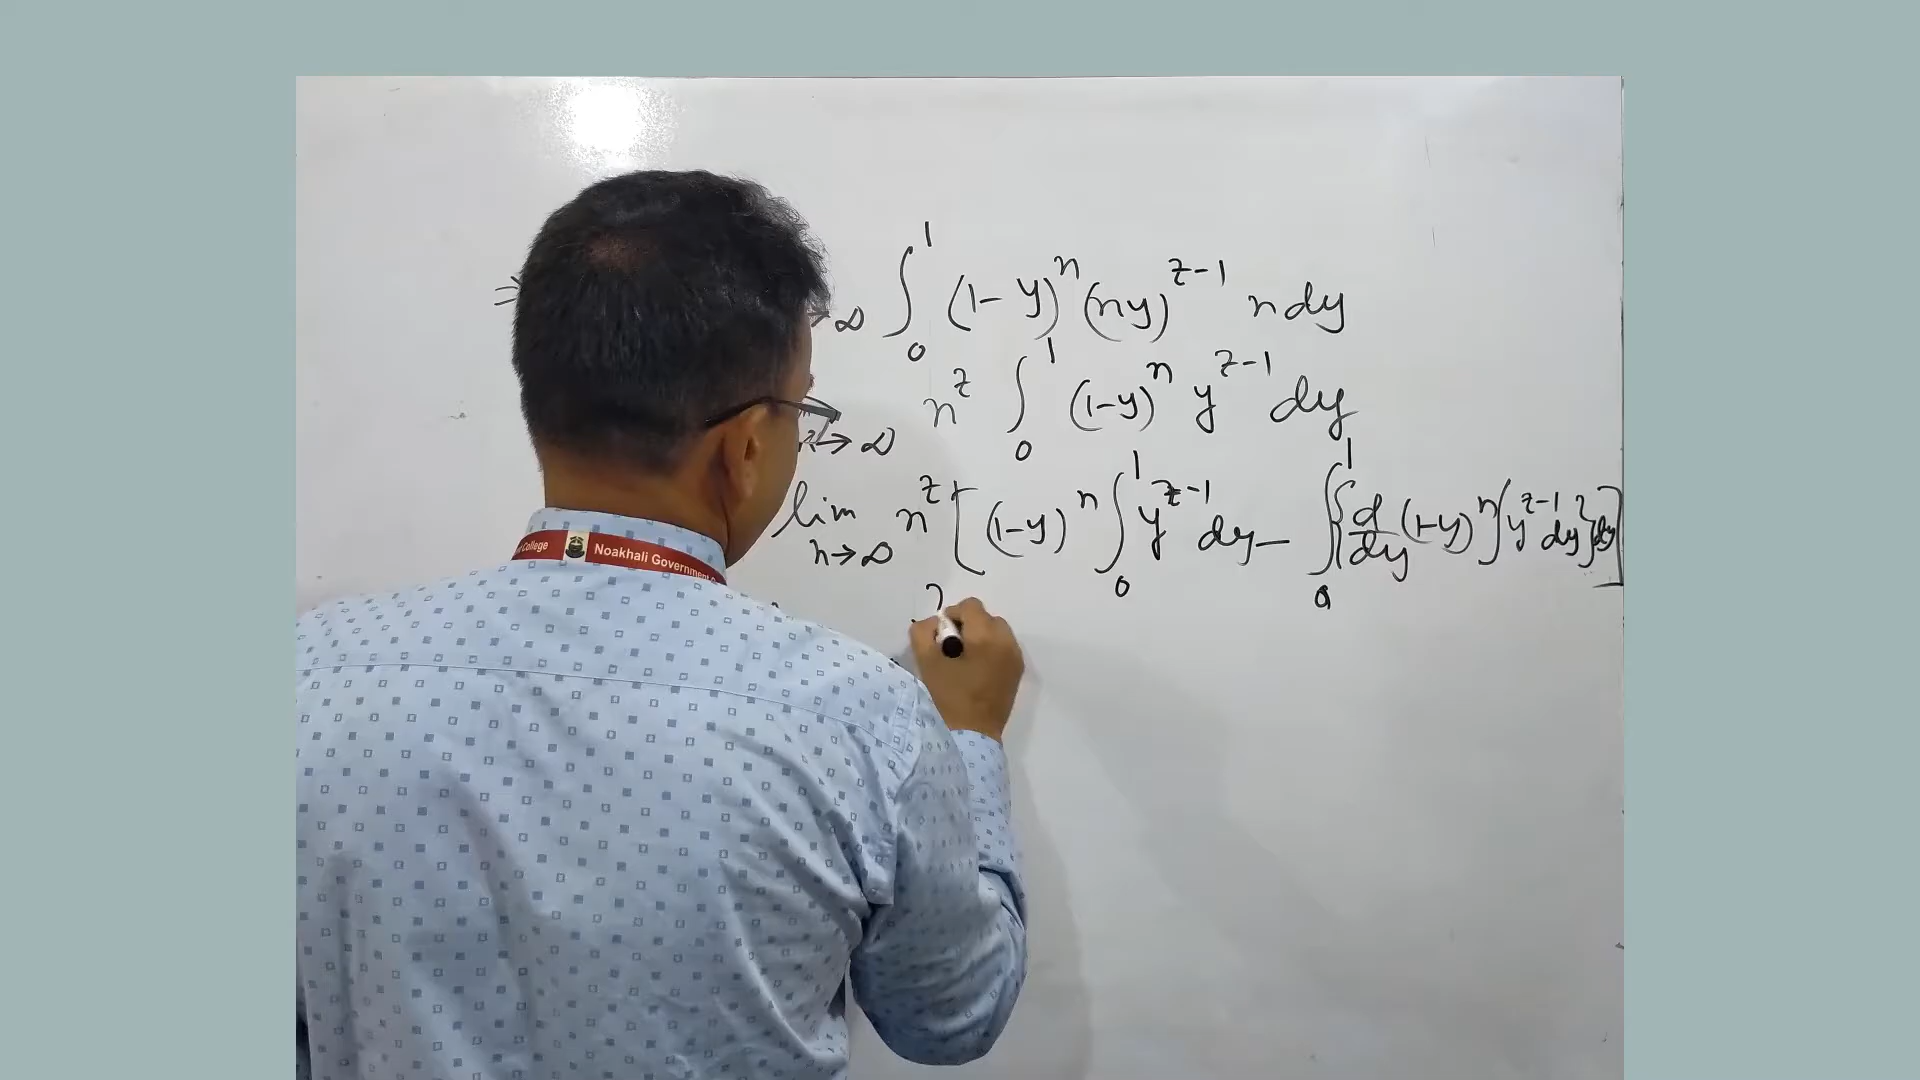 ⇒ → ∞ ∫₀¹ (1-y)ⁿ (ny)^{z-1} n dy
n → ∞ n^z ∫₀¹ (1-y)ⁿ y^{z-1} dy
lim n→∞ n^z [(1-y)ⁿ ∫₀¹ y^{z-1} dy - ∫₀¹ { d/dy (1-y)ⁿ ∫ y^{z-1} dy } dy]
College Noakhali Government